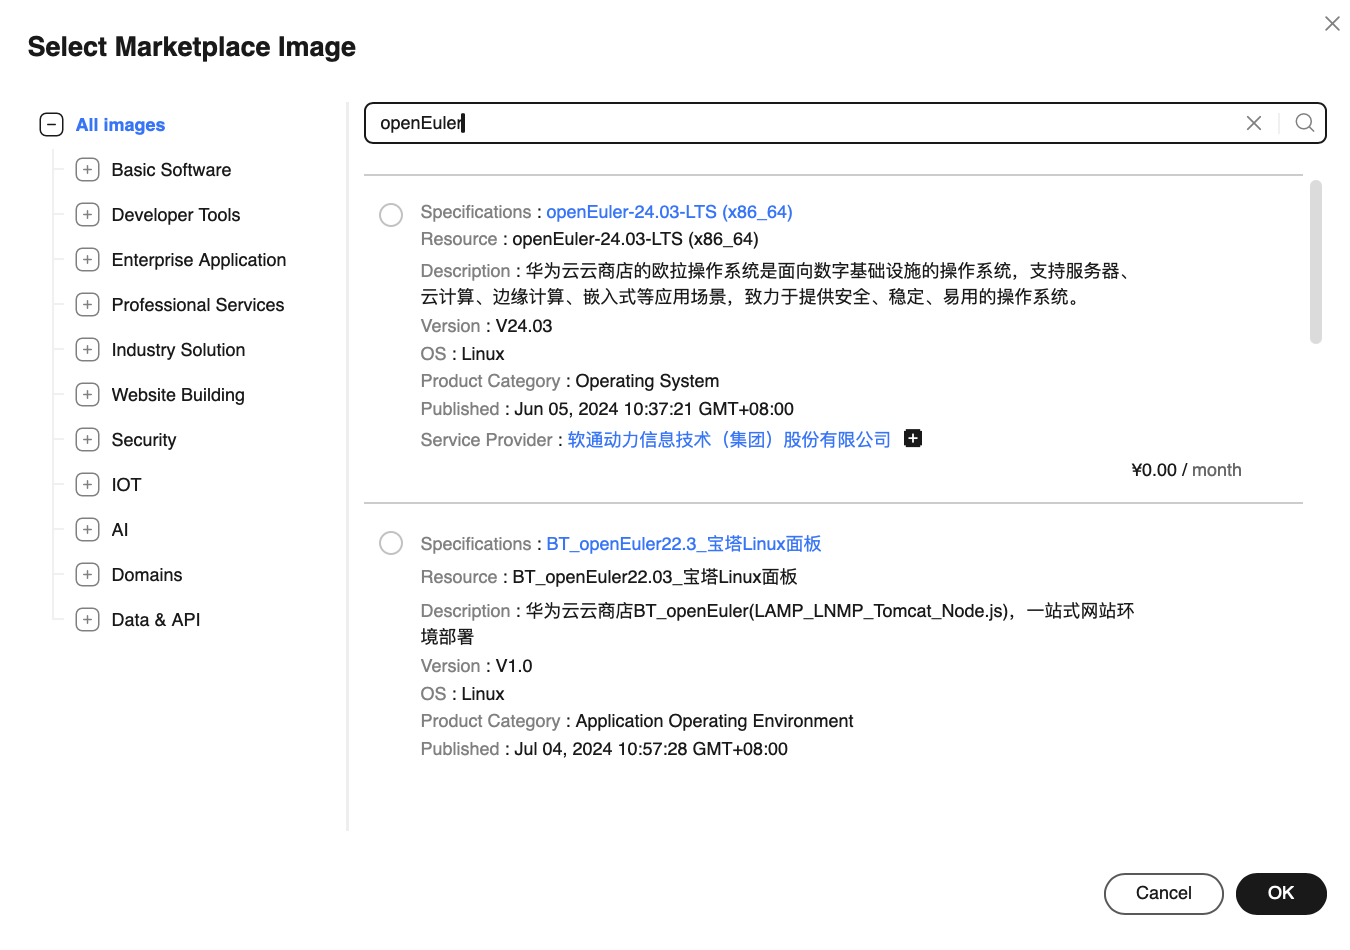 Select Marketplace Image
All images
Basic Software
Developer Tools
Enterprise Application
Professional Services
Industry Solution
Website Building
Security
IOT
AI
Domains
Data & API
openEuler
Specifications : openEuler-24.03-LTS (x86_64)
Resource : openEuler-24.03-LTS (x86_64)
Description : 华为云云商店的欧拉操作系统是面向数字基础设施的操作系统，支持服务器、
云计算、边缘计算、嵌入式等应用场景，致力于提供安全、稳定、易用的操作系统。
Version : V24.03
OS : Linux
Product Category : Operating System
Published : Jun 05, 2024 10:37:21 GMT+08:00
Service Provider : 软通动力信息技术（集团）股份有限公司
¥0.00 / month
Specifications : BT_openEuler22.3_宝塔Linux面板
Resource : BT_openEuler22.03_宝塔Linux面板
Description : 华为云云商店BT_openEuler(LAMP_LNMP_Tomcat_Node.js)，一站式网站环
境部署
Version : V1.0
OS : Linux
Product Category : Application Operating Environment
Published : Jul 04, 2024 10:57:28 GMT+08:00
Cancel
OK